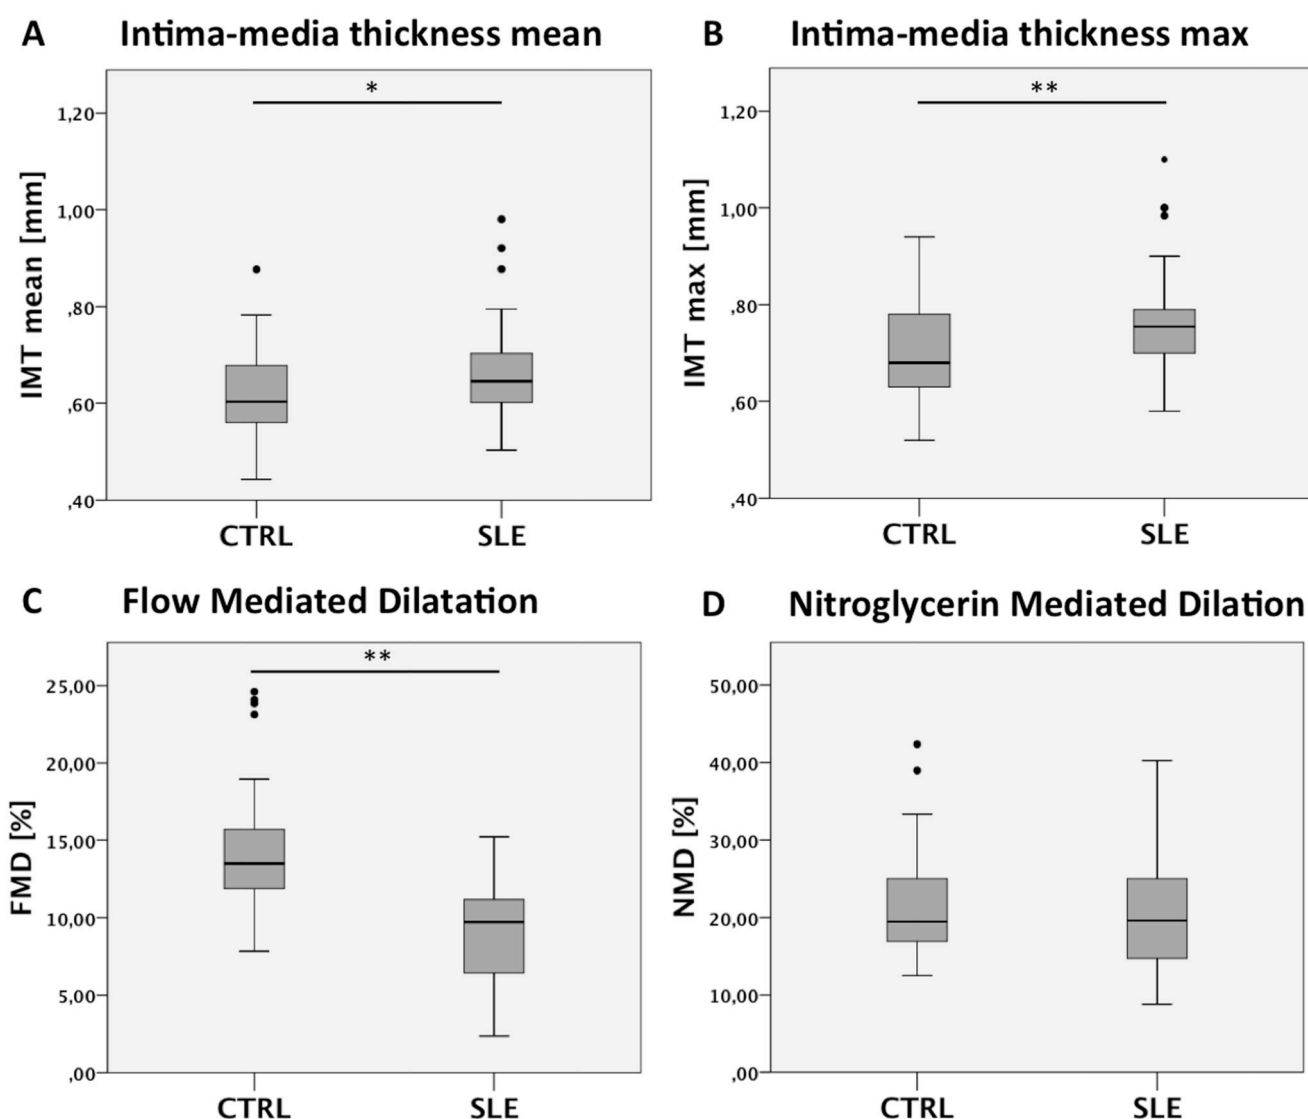 A Intima-media thickness mean
*
1,20
1,00
,80
,60
,40
IMT mean [mm]
CTRL SLE
B Intima-media thickness max
**
1,20
1,00
,80
,60
,40
IMT max [mm]
CTRL SLE
C Flow Mediated Dilatation
**
25,00
20,00
15,00
10,00
5,00
,00
FMD [%]
CTRL SLE
D Nitroglycerin Mediated Dilation
50,00
40,00
30,00
20,00
10,00
,00
NMD [%]
CTRL SLE